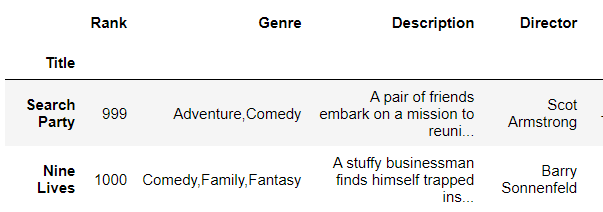 Rank Genre Description Director
Title
Search Party 999 Adventure,Comedy A pair of friends embark on a mission to reuni... Scot Armstrong
Nine Lives 1000 Comedy,Family,Fantasy A stuffy businessman finds himself trapped ins... Barry Sonnenfeld